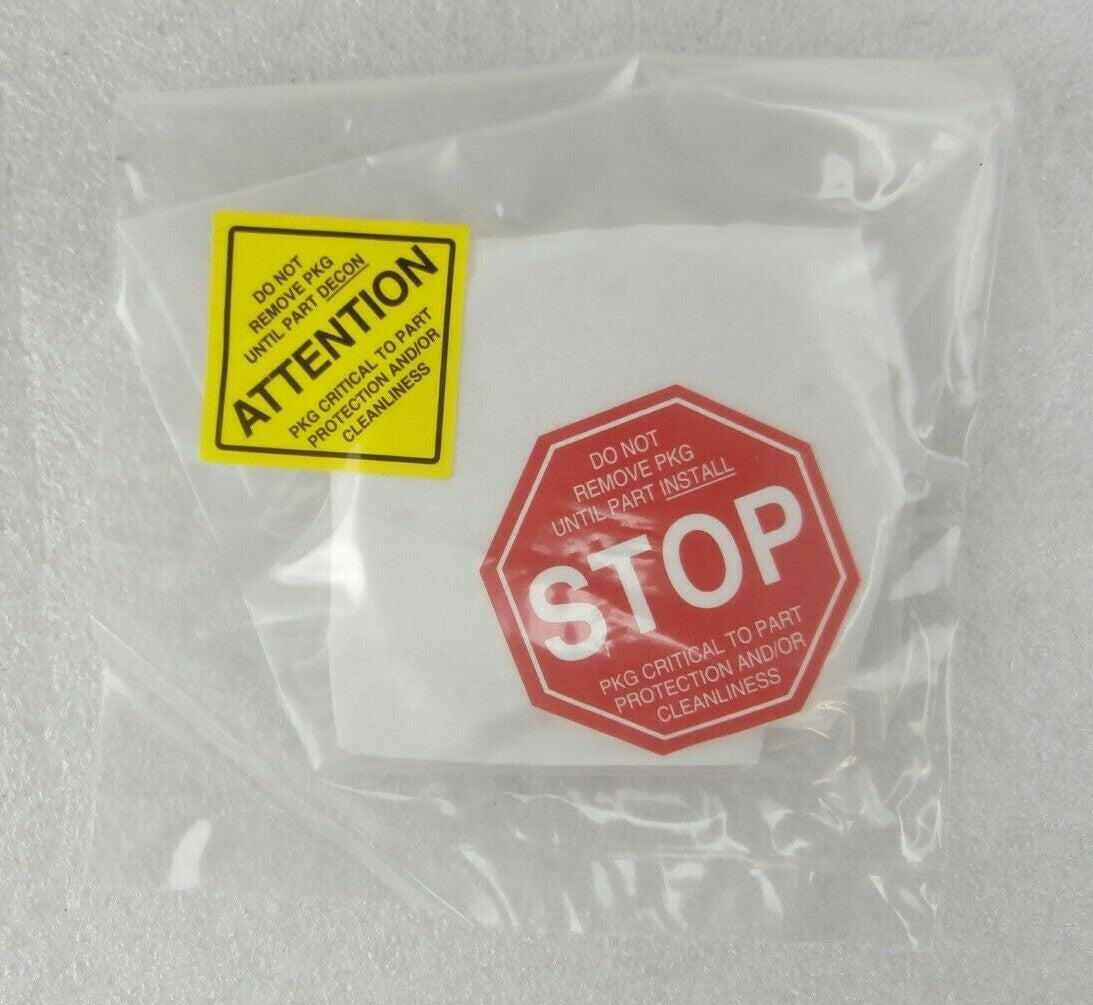 DO NOT
REMOVE PKG
UNTIL PART DECON
ATTENTION
PKG CRITICAL TO PART
PROTECTION AND/OR
CLEANLINESS
DO NOT
REMOVE PKG
UNTIL PART INSTALL
STOP
PKG CRITICAL TO PART
PROTECTION AND/OR
CLEANLINESS